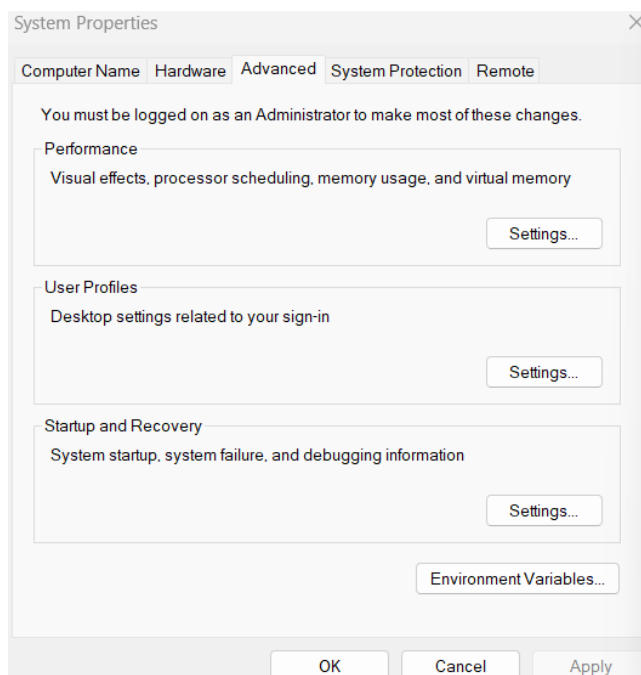 System Properties
Computer Name Hardware Advanced System Protection Remote
You must be logged on as an Administrator to make most of these changes.
Performance
Visual effects, processor scheduling, memory usage, and virtual memory
Settings...
User Profiles
Desktop settings related to your sign-in
Settings...
Startup and Recovery
System startup, system failure, and debugging information
Settings...
Environment Variables...
OK Cancel Apply